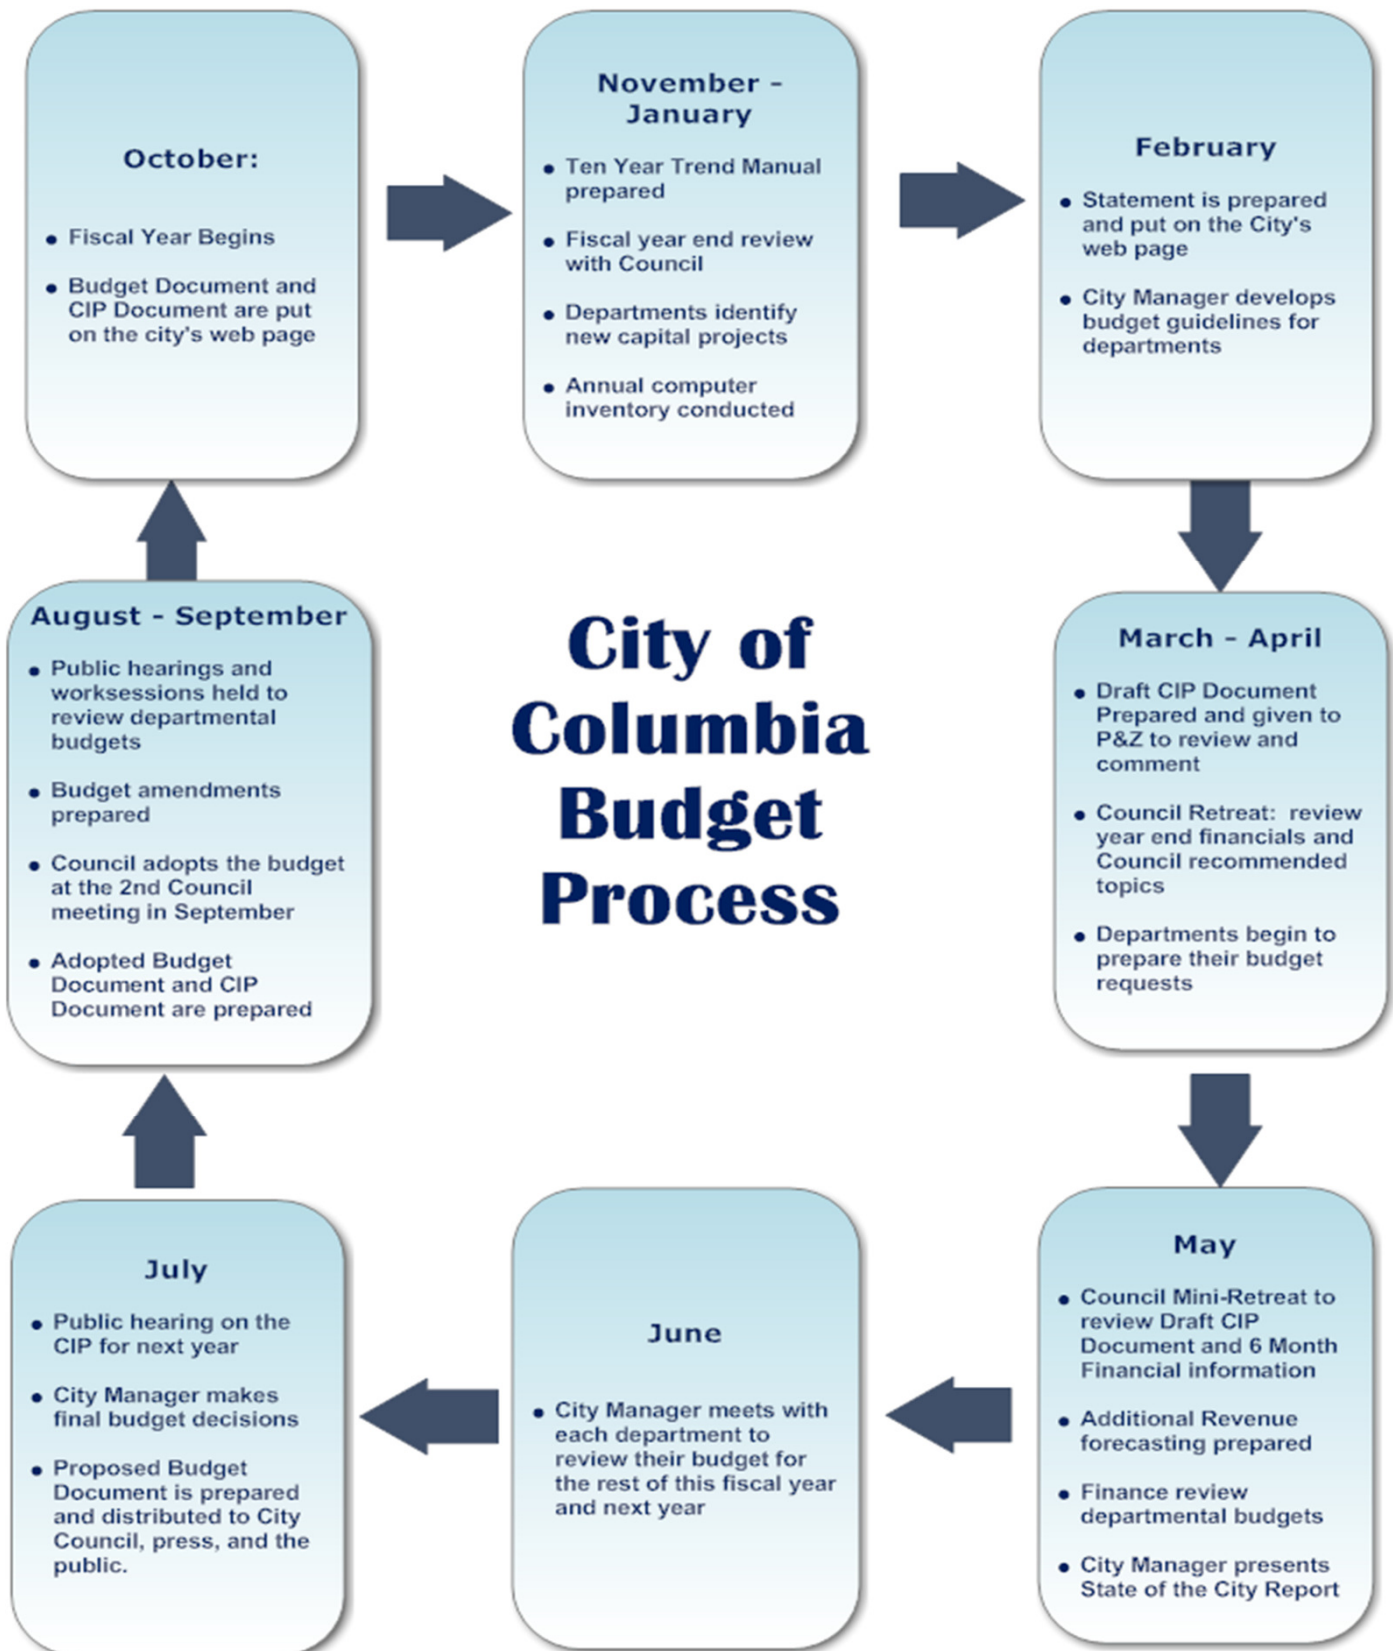 October:
● Fiscal Year Begins
● Budget Document and
CIP Document are put
on the city's web page
November -
January
● Ten Year Trend Manual
prepared
● Fiscal year end review
with Council
● Departments identify
new capital projects
● Annual computer
inventory conducted
February
● Statement is prepared
and put on the City's
web page
● City Manager develops
budget guidelines for
departments
March - April
● Draft CIP Document
Prepared and given to
P&Z to review and
comment
● Council Retreat: review
year end financials and
Council recommended
topics
● Departments begin to
prepare their budget
requests
May
● Council Mini-Retreat to
review Draft CIP
Document and 6 Month
Financial information
● Additional Revenue
forecasting prepared
● Finance review
departmental budgets
● City Manager presents
State of the City Report
June
● City Manager meets with
each department to
review their budget for
the rest of this fiscal year
and next year
July
● Public hearing on the
CIP for next year
● City Manager makes
final budget decisions
● Proposed Budget
Document is prepared
and distributed to City
Council, press, and the
public.
August - September
● Public hearings and
worksessions held to
review departmental
budgets
● Budget amendments
prepared
● Council adopts the budget
at the 2nd Council
meeting in September
● Adopted Budget
Document and CIP
Document are prepared
City of
Columbia
Budget
Process